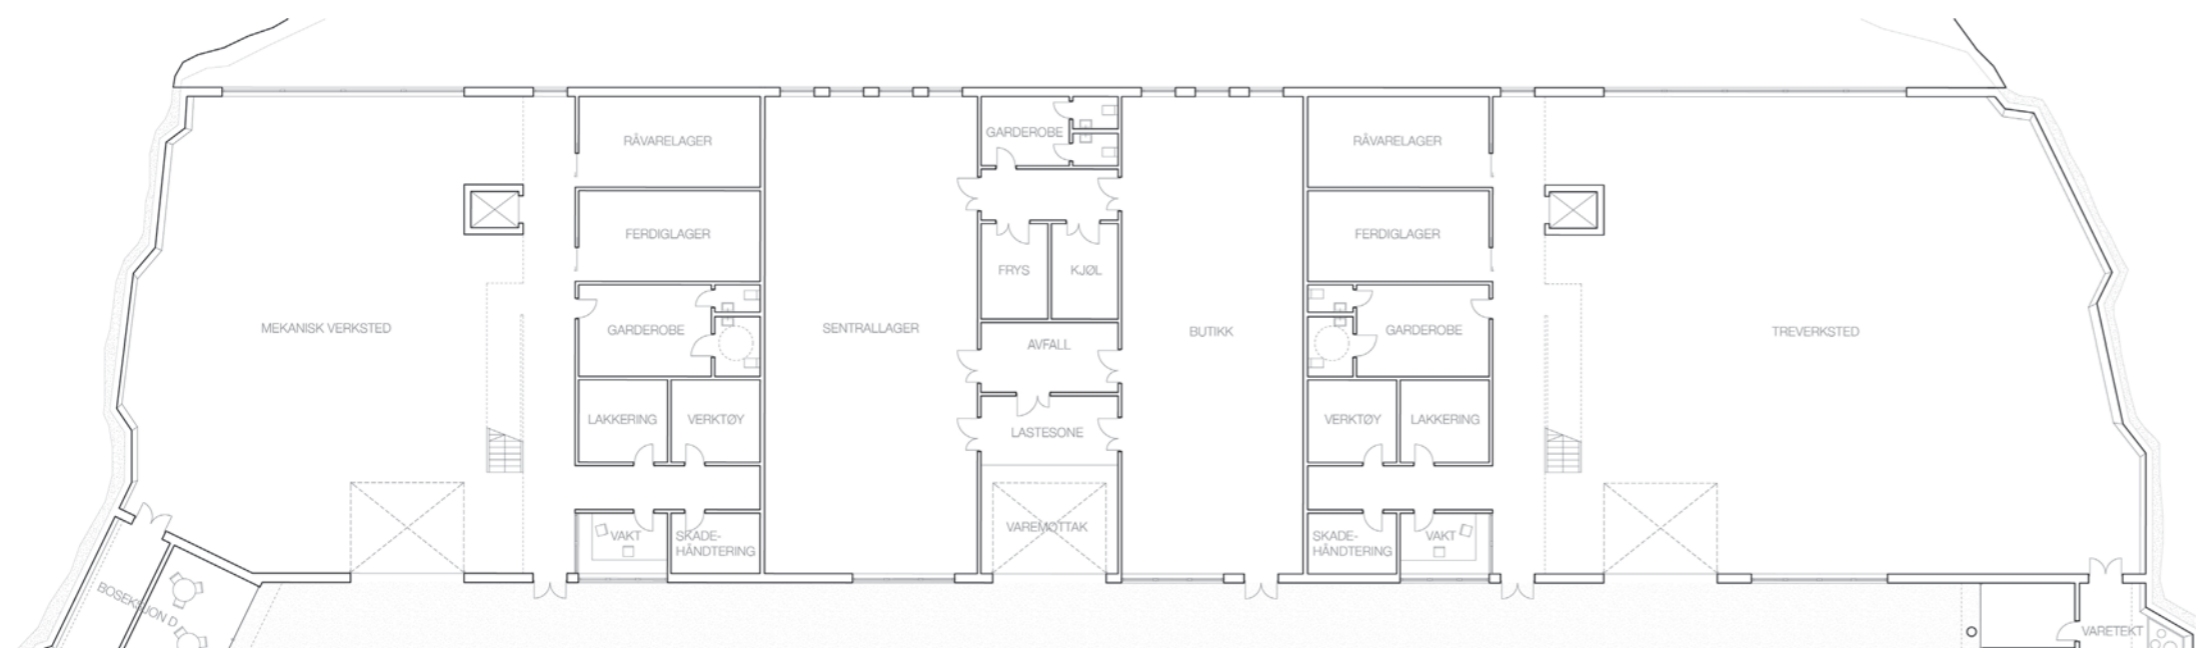 GARDEROBE
RÅVARELAGER
RÅVARELAGER
FERDIGLAGER
FERDIGLAGER
FRYS
KJØL
MEKANISK VERKSTED
GARDEROBE
SENTRALLAGER
AVFALL
BUTIKK
GARDEROBE
TREVERKSTED
LAKKERING
VERKTØY
LASTESONE
VERKTØY
LAKKERING
VAKT
SKADE-
HÅNDTERING
VAREMOTTAK
SKADE-
HÅNDTERING
VAKT
BOSEKSJON D
VARETEKT